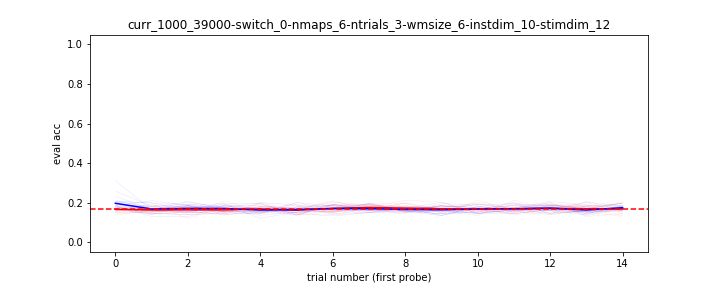 curr_1000_39000-switch_0-nmaps_6-ntrials_3-wmsize_6-instdim_10-stimdim_12
1.0
0.8
0.6
0.4
0.2
0.0
eval acc
0 2 4 6 8 10 12 14
trial number (first probe)